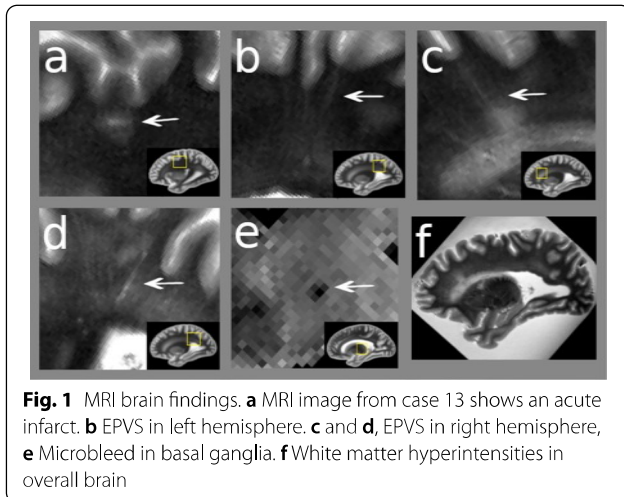 a b c
d e f
Fig. 1 MRI brain findings. a MRI image from case 13 shows an acute
infarct. b EPVS in left hemisphere. c and d, EPVS in right hemisphere,
e Microbleed in basal ganglia. f White matter hyperintensities in
overall brain